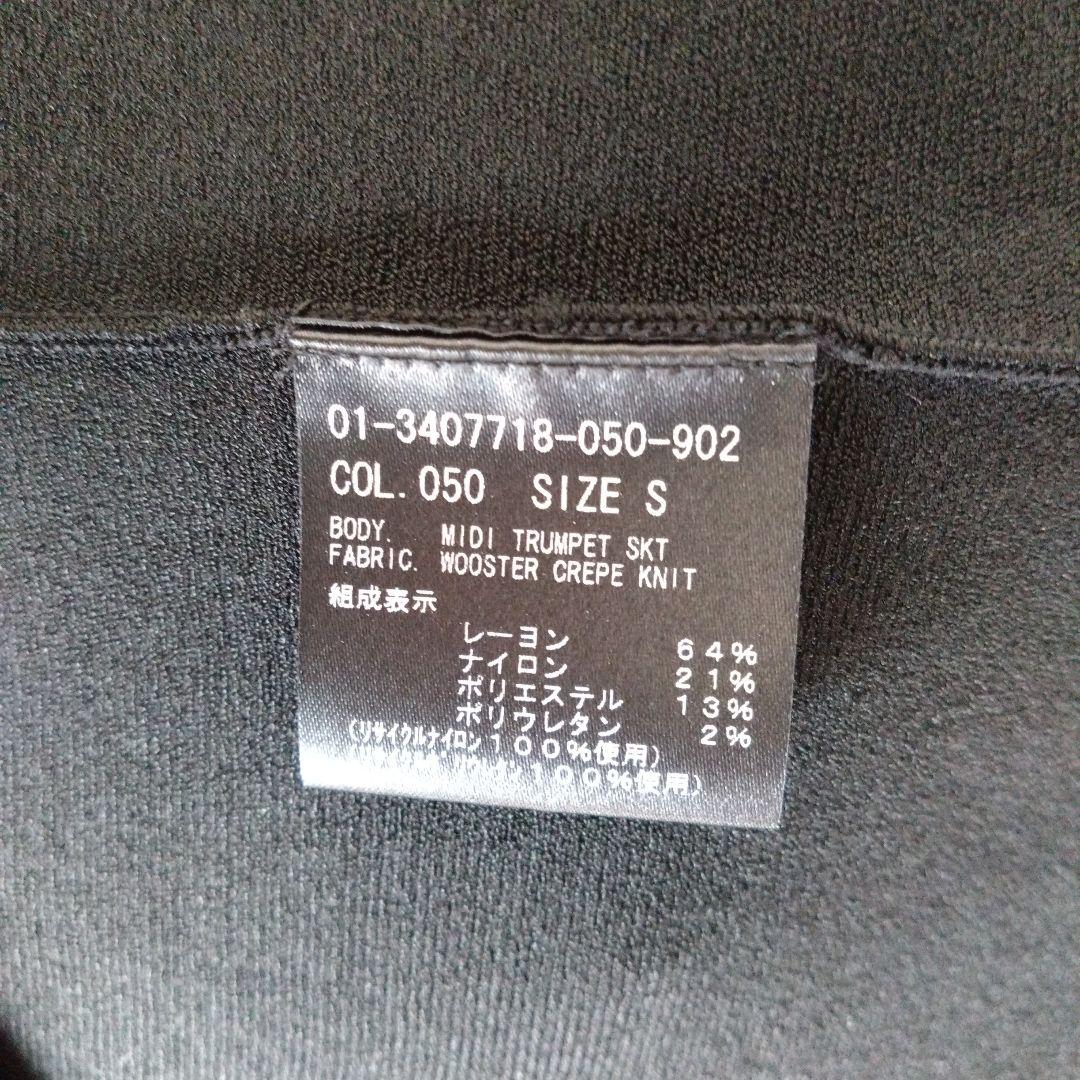 01-3407718-050-902
COL.050 SIZE S
BODY. MIDI TRUMPET SKT
FABRIC. WOOSTER CREPE KNIT
組成表示
レーヨン 64%
ナイロン 21%
ポリエステル 13%
ポリウレタン 2%
(リサイクルナイロン100%使用)
100%使用)